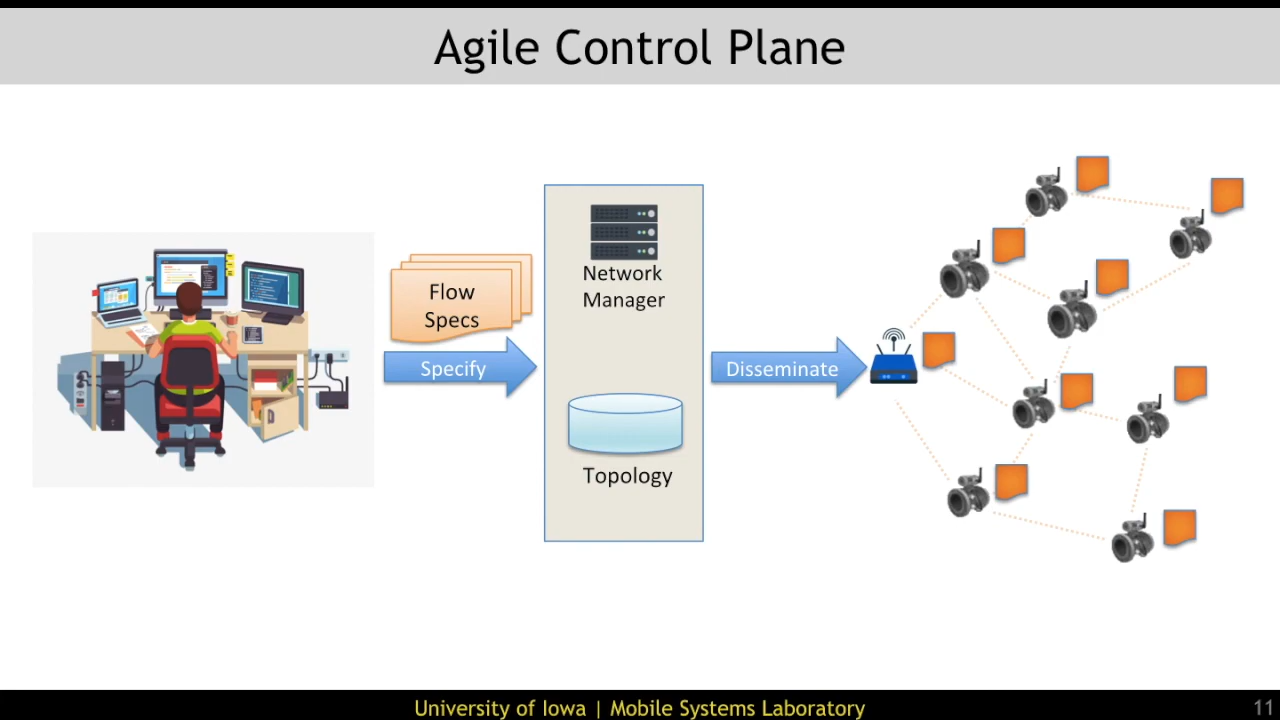 Agile Control Plane
Flow
Specs
Specify
Network
Manager
Topology
Disseminate
University of Iowa | Mobile Systems Laboratory
11